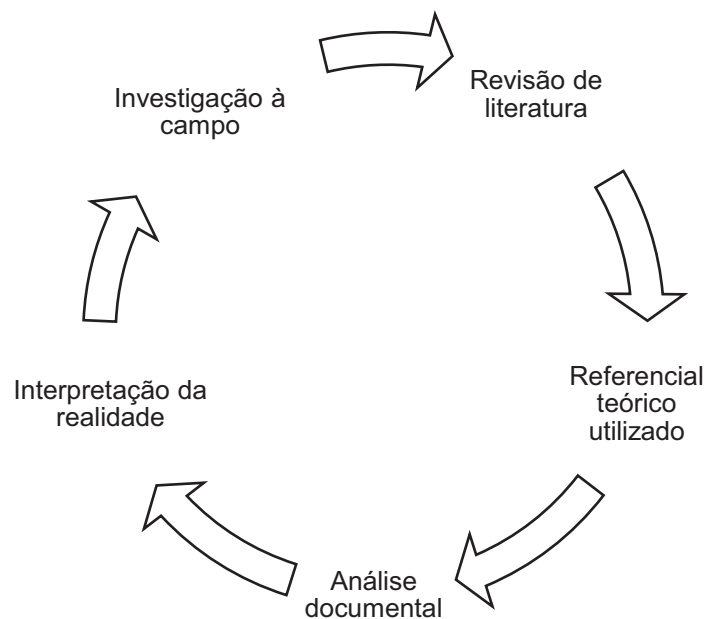 Investigação à
campo
Revisão de
literatura
Referencial
teórico
utilizado
Análise
documental
Interpretação da
realidade